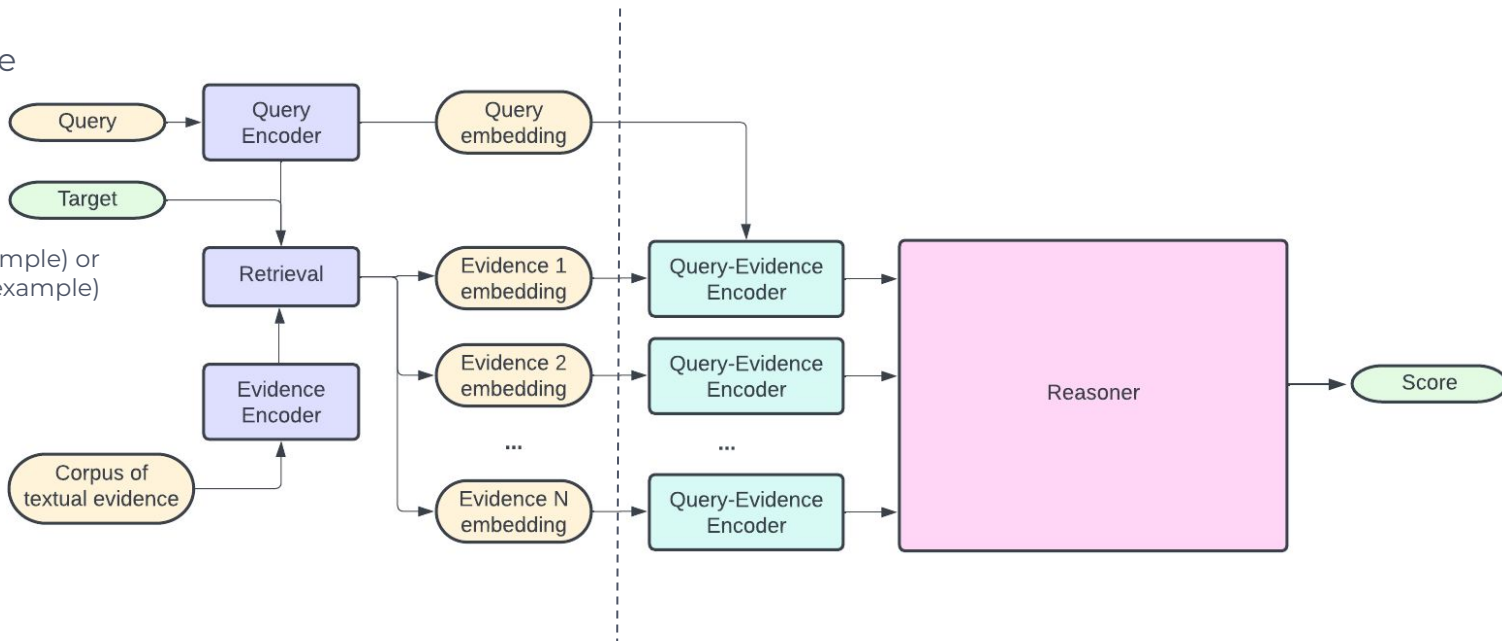 Query
Query
Encoder
Query
embedding
Target
Retrieval
Evidence 1
embedding
Query-Evidence
Encoder
example)
Evidence 2
embedding
Query-Evidence
Encoder
Evidence
Encoder
Reasoner
Score
...
...
Corpus of
textual evidence
Evidence N
embedding
Query-Evidence
Encoder
or